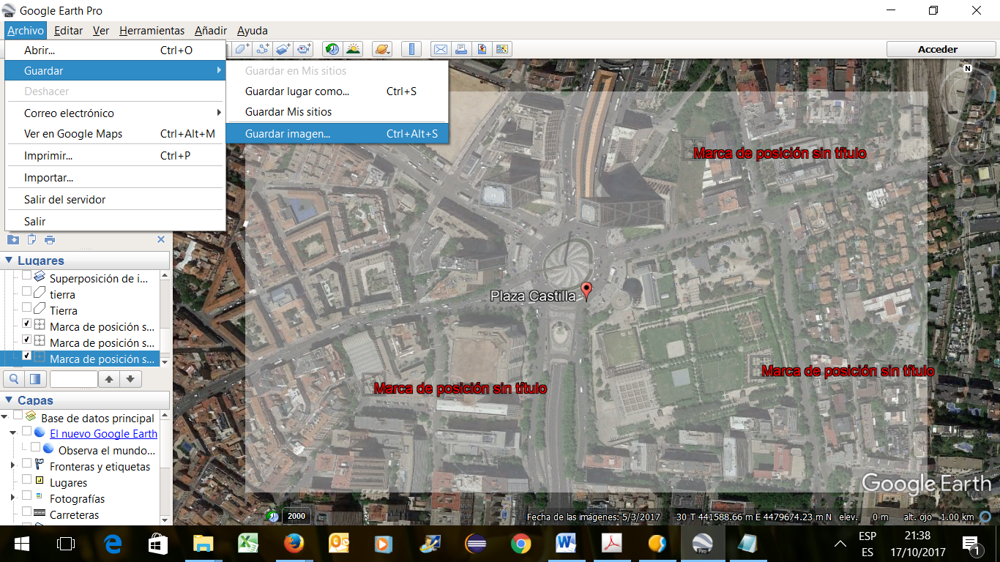 Google Earth Pro
Archivo Editar Ver Herramientas Añadir Ayuda
Abrir... Ctrl+O
Guardar
Deshacer
Correo electrónico
Ver en Google Maps Ctrl+Alt+M
Imprimir... Ctrl+P
Importar...
Salir del servidor
Salir
Guardar en Mis sitios
Guardar lugar como... Ctrl+S
Guardar Mis sitios
Guardar imagen... Ctrl+Alt+S
Acceder
N
Marca de posición sin título
Plaza Castilla
Marca de posición sin título
Marca de posición sin título
Lugares
Superposición de i...
tierra
Tierra
Marca de posición s...
Marca de posición s...
Marca de posición s...
Capas
Base de datos principal
El nuevo Google Earth
Observa el mundo...
Fronteras y etiquetas
Lugares
Fotografías
Carreteras
Google Earth
2000
Fecha de las imágenes: 5/3/2017 30 T 441588.66 m E 4479674.23 m N elev. 0 m alt. ojo 1.00 km
Pro
ESP
ES
21:38
17/10/2017
1